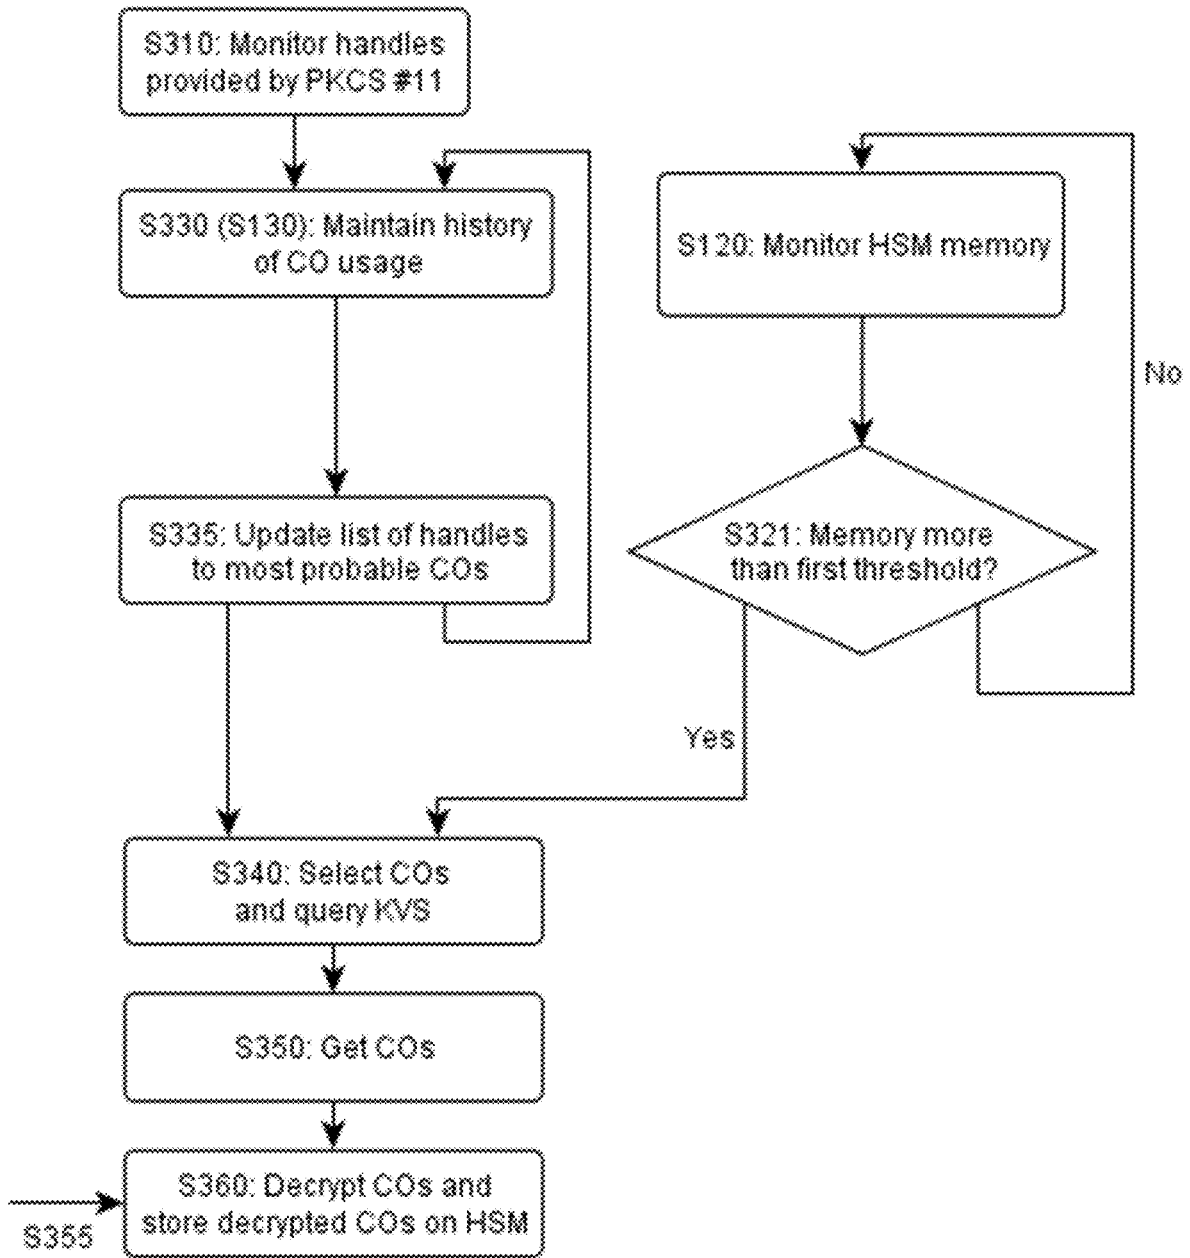 S310: Monitor handles
provided by PKCS #11
S330 (S130): Maintain history
of CO usage
S120: Monitor HSM memory
No
S335: Update list of handles
to most probable COs
S321: Memory more
than first threshold?
Yes
S340: Select COs
and query KVS
S350: Get COs
S360: Decrypt COs and
store decrypted COs on HSM
S355